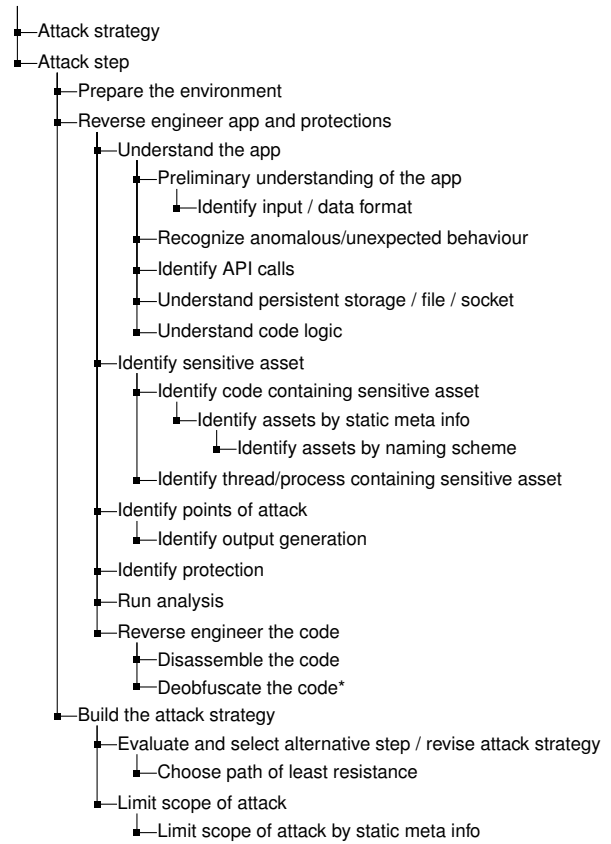 Attack strategy
Attack step
Prepare the environment
Reverse engineer app and protections
Understand the app
Preliminary understanding of the app
Identify input / data format
Recognize anomalous/unexpected behaviour
Identify API calls
Understand persistent storage / file / socket
Understand code logic
Identify sensitive asset
Identify code containing sensitive asset
Identify assets by static meta info
Identify assets by naming scheme
Identify thread/process containing sensitive asset
Identify points of attack
Identify output generation
Identify protection
Run analysis
Reverse engineer the code
Disassemble the code
Deobfuscate the code*
Build the attack strategy
Evaluate and select alternative step / revise attack strategy
Choose path of least resistance
Limit scope of attack
Limit scope of attack by static meta info